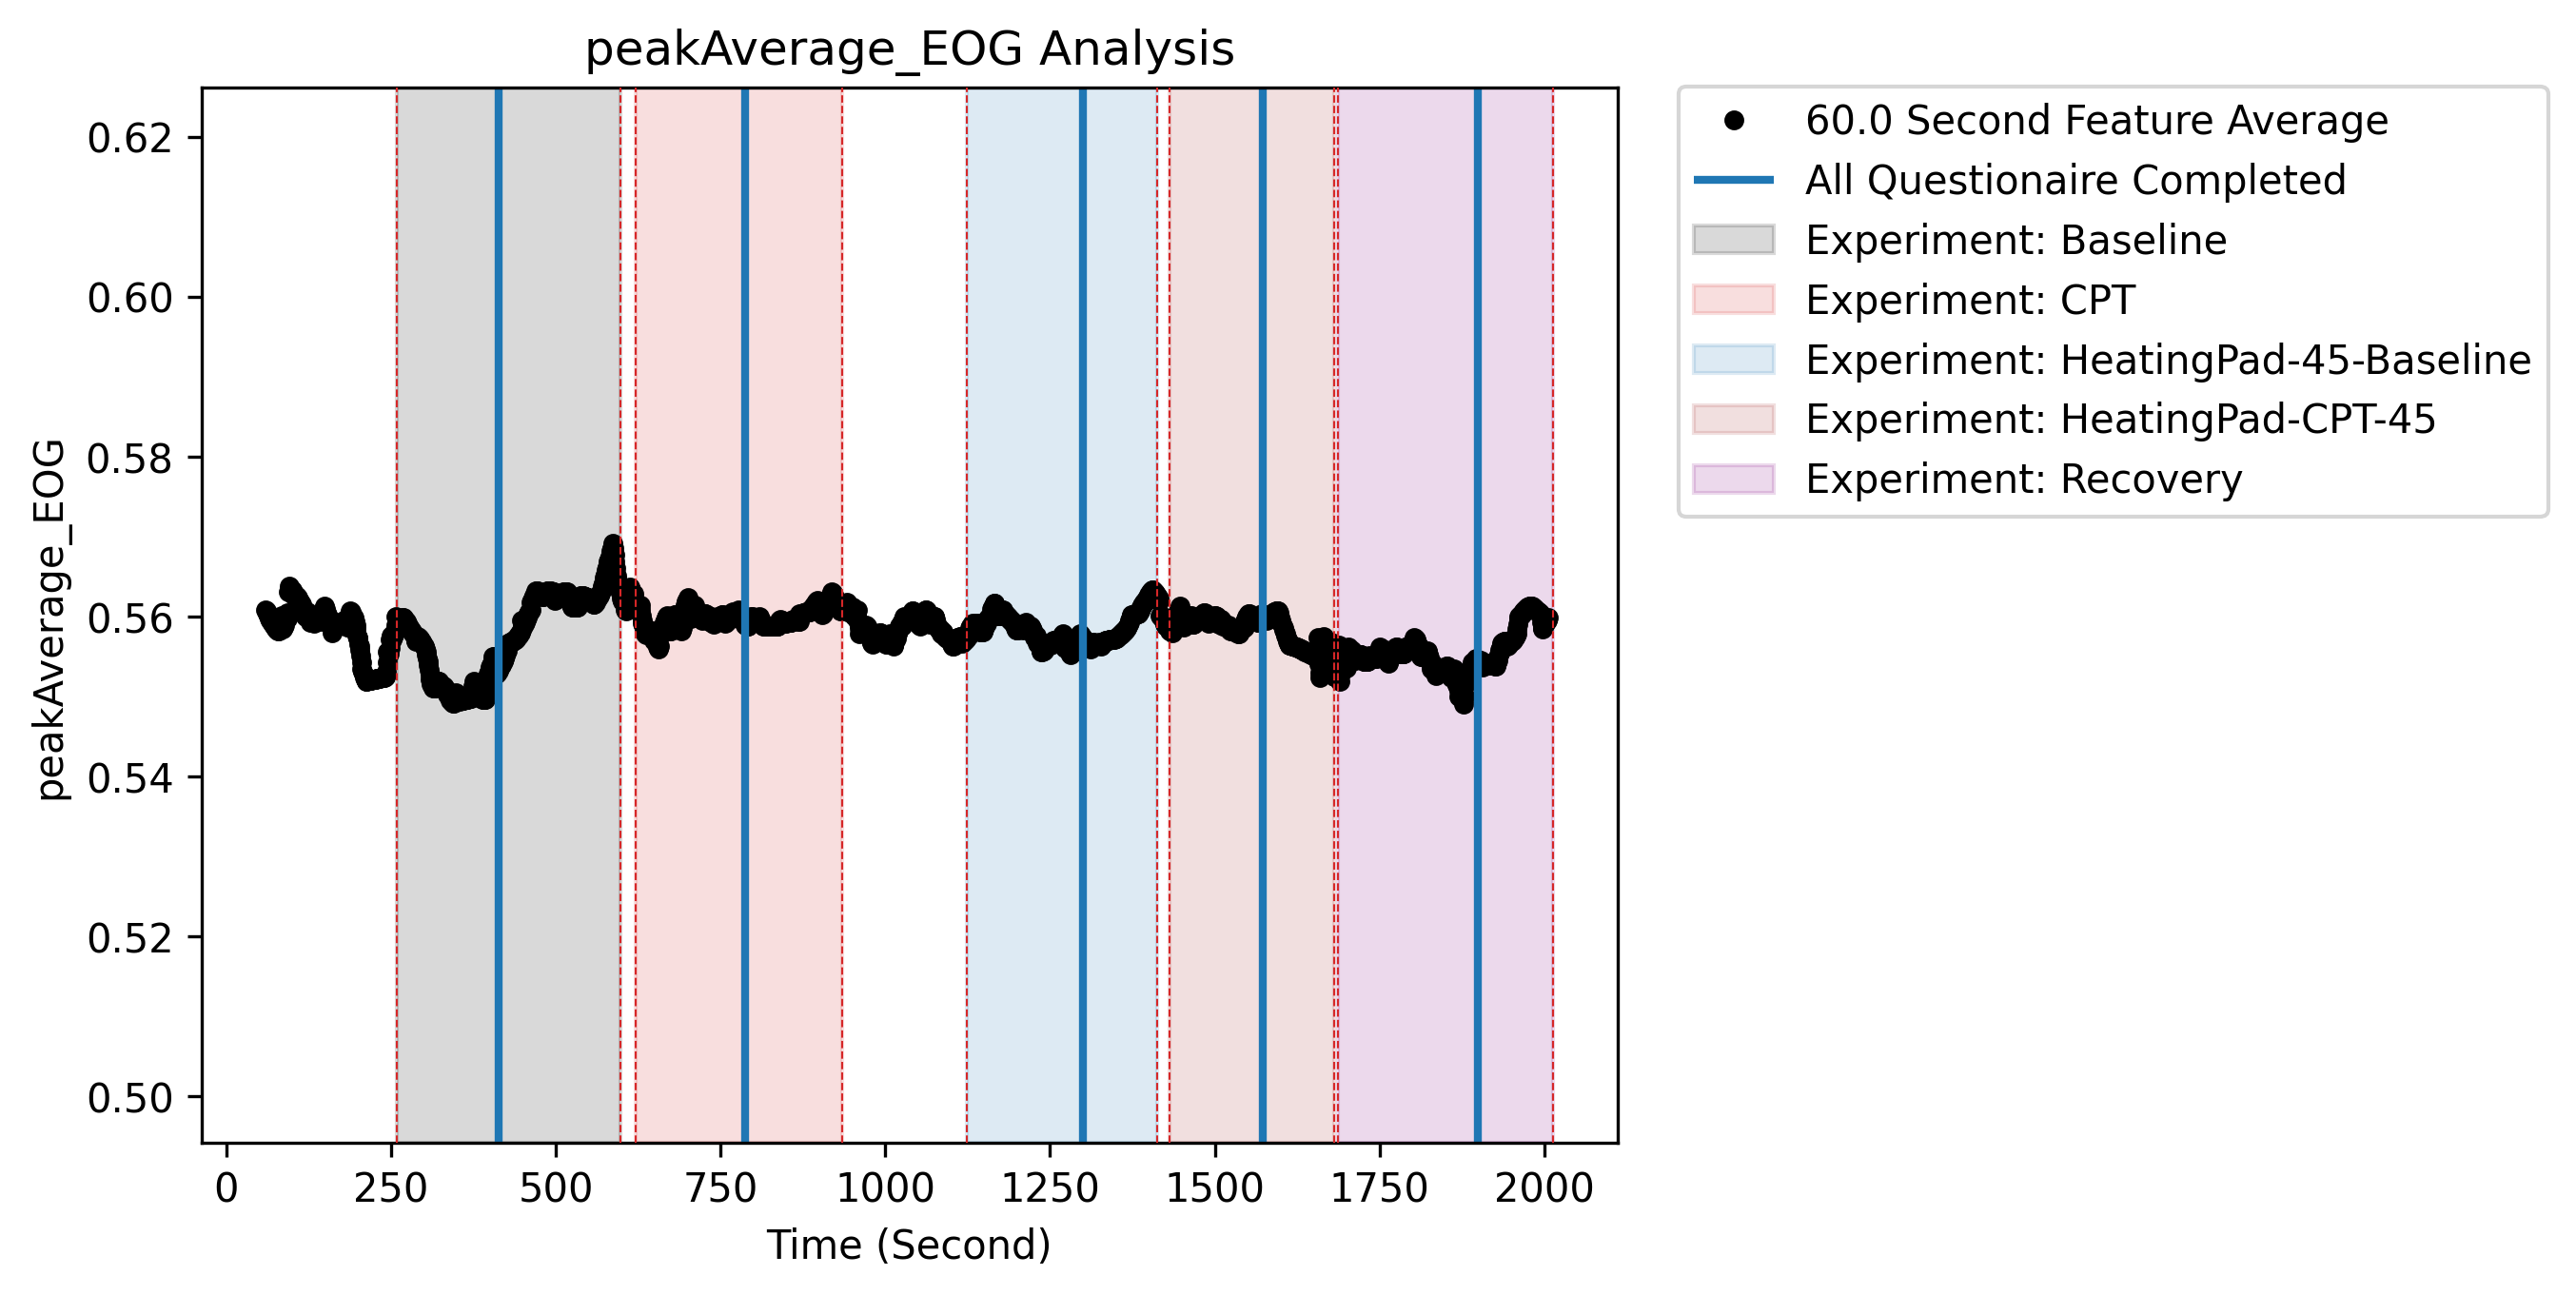 peakAverage_EOG Analysis
peakAverage_EOG
0.62
0.60
0.58
0.56
0.54
0.52
0.50
0 250 500 750 1000 1250 1500 1750 2000
Time (Second)
60.0 Second Feature Average
All Questionaire Completed
Experiment: Baseline
Experiment: CPT
Experiment: HeatingPad-45-Baseline
Experiment: HeatingPad-CPT-45
Experiment: Recovery